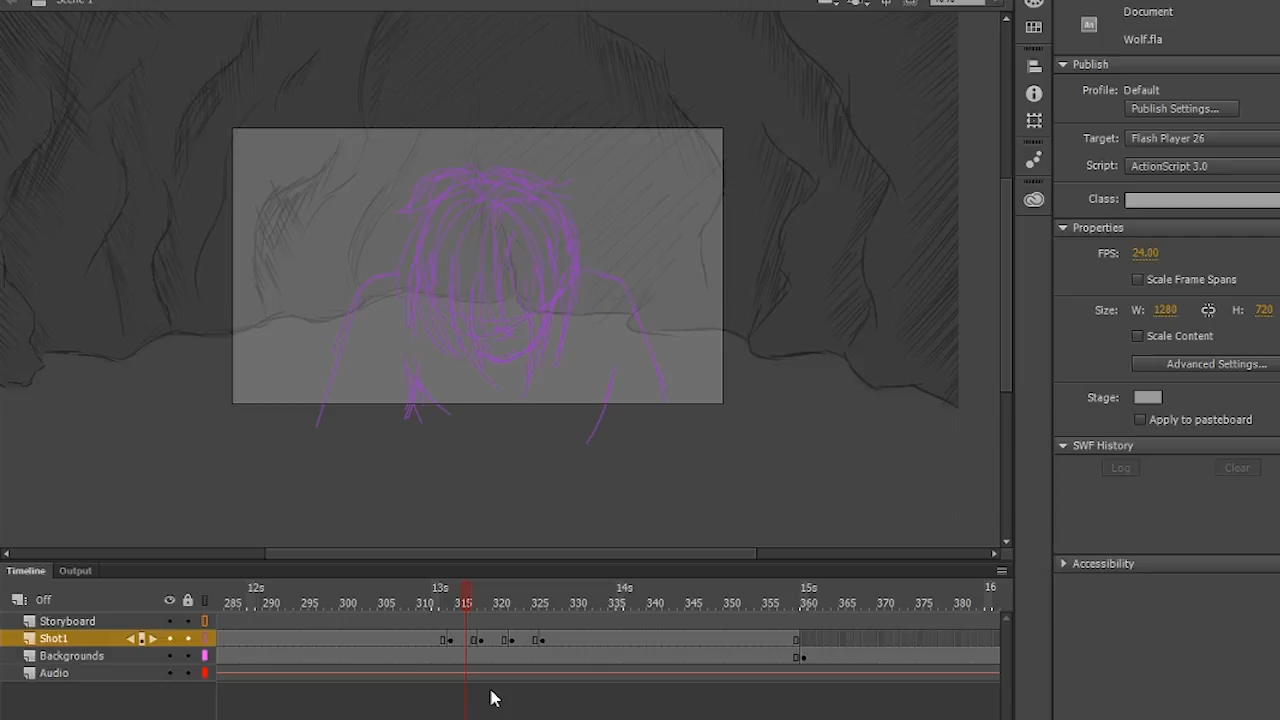 Scene 1
Document
An
Wolf.fla
Publish
Profile: Default
Publish Settings...
Target: Flash Player 26
Script: ActionScript 3.0
Class:
Properties
FPS: 24.00
Scale Frame Spans
Size: W: 1280 H: 720
Scale Content
Advanced Settings...
Stage:
Apply to pasteboard
SWF History
Log Clear
Accessibility
Timeline Output
12s 13s 14s 15s 16
Off 285 290 295 300 305 310 315 320 325 330 335 340 345 350 355 360 365 370 375 380
Storyboard
Shot1
Backgrounds
Audio